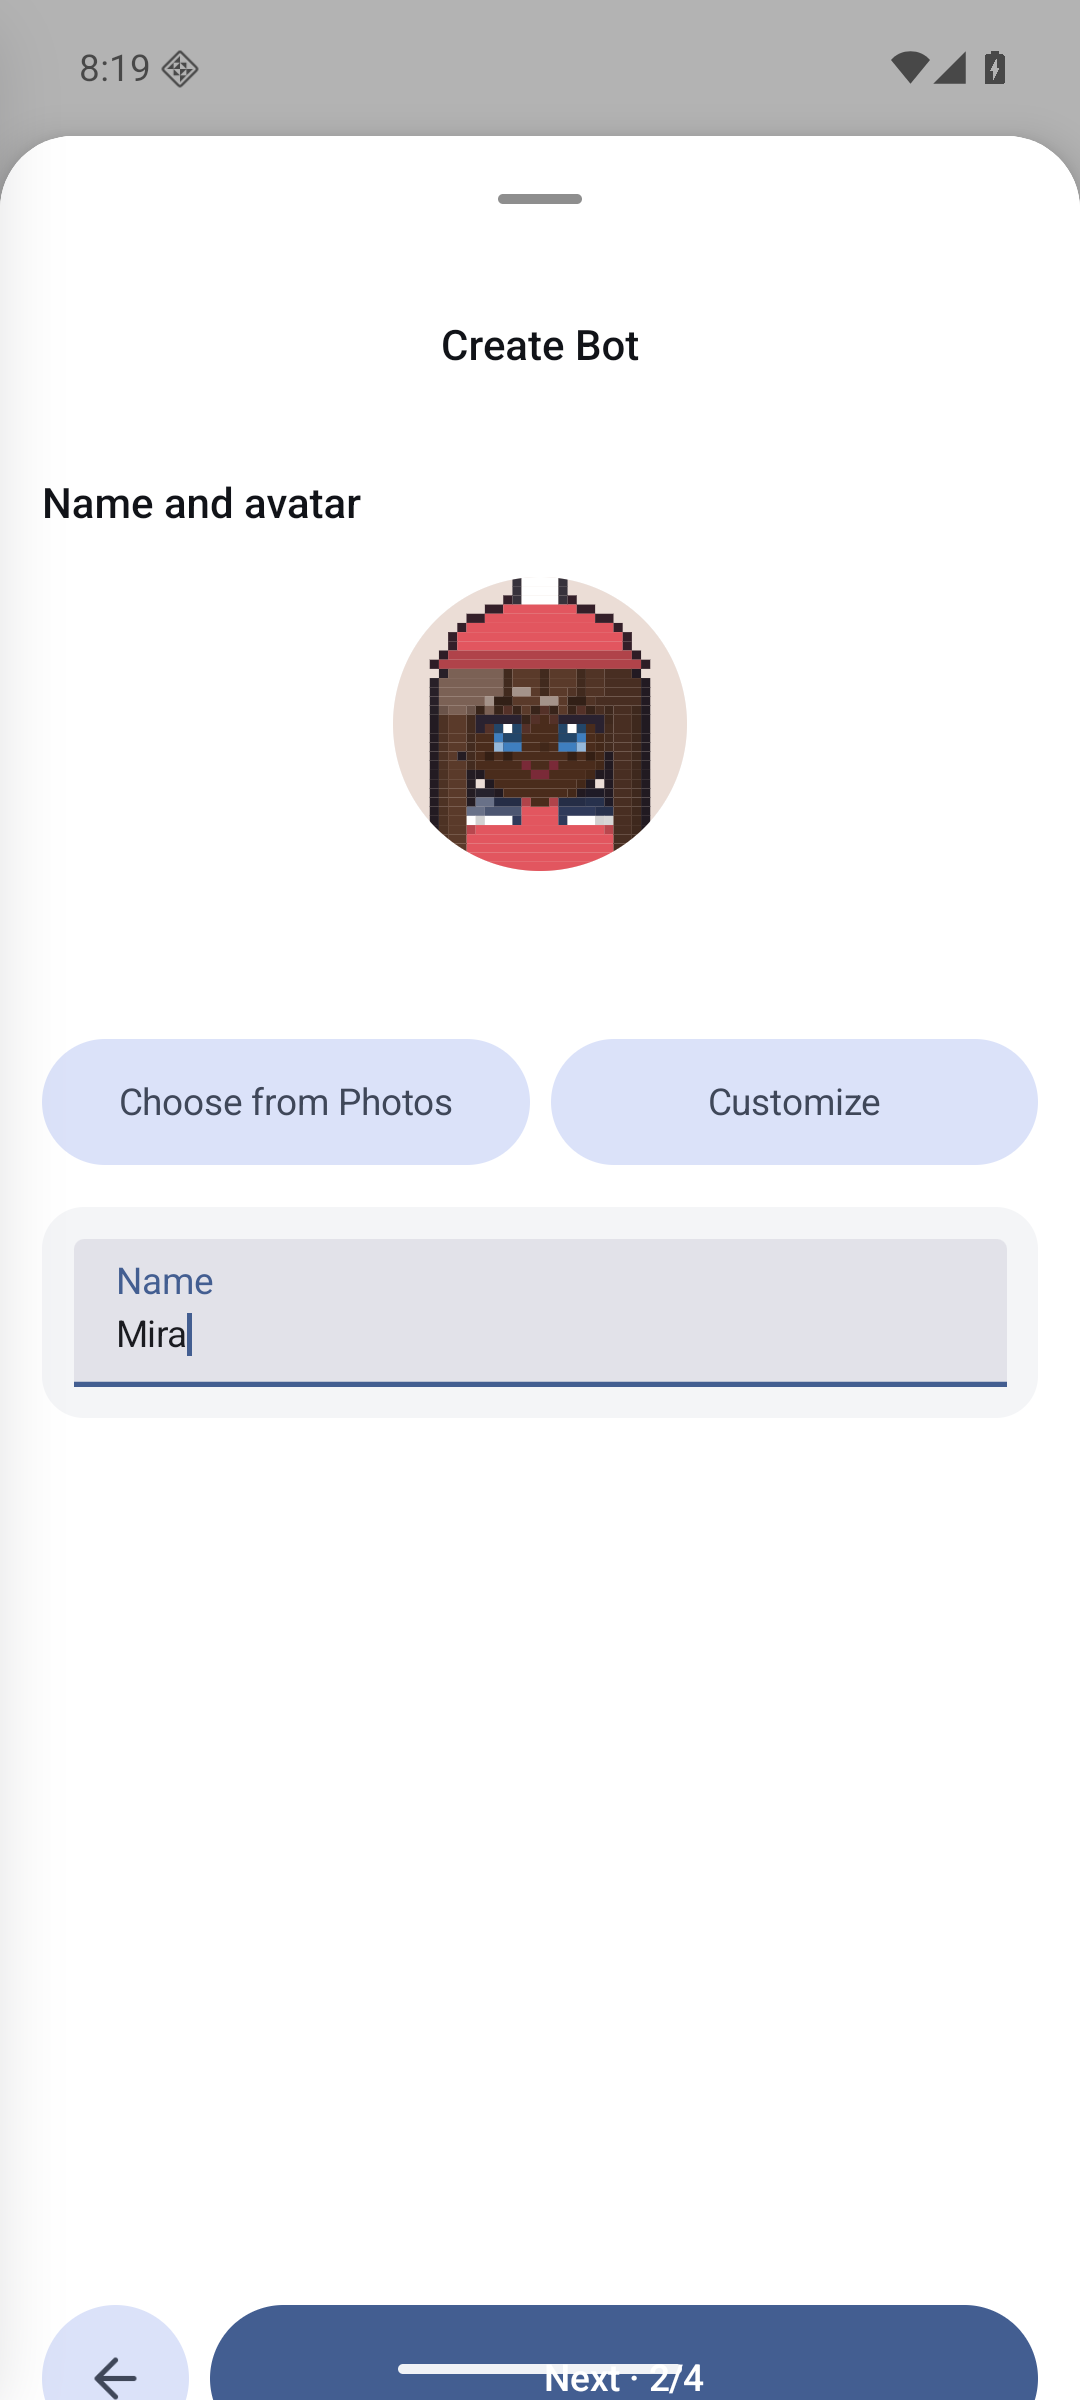 8:19
Create Bot
Name and avatar
Choose from Photos
Customize
Name
Mira
Next · 2/4